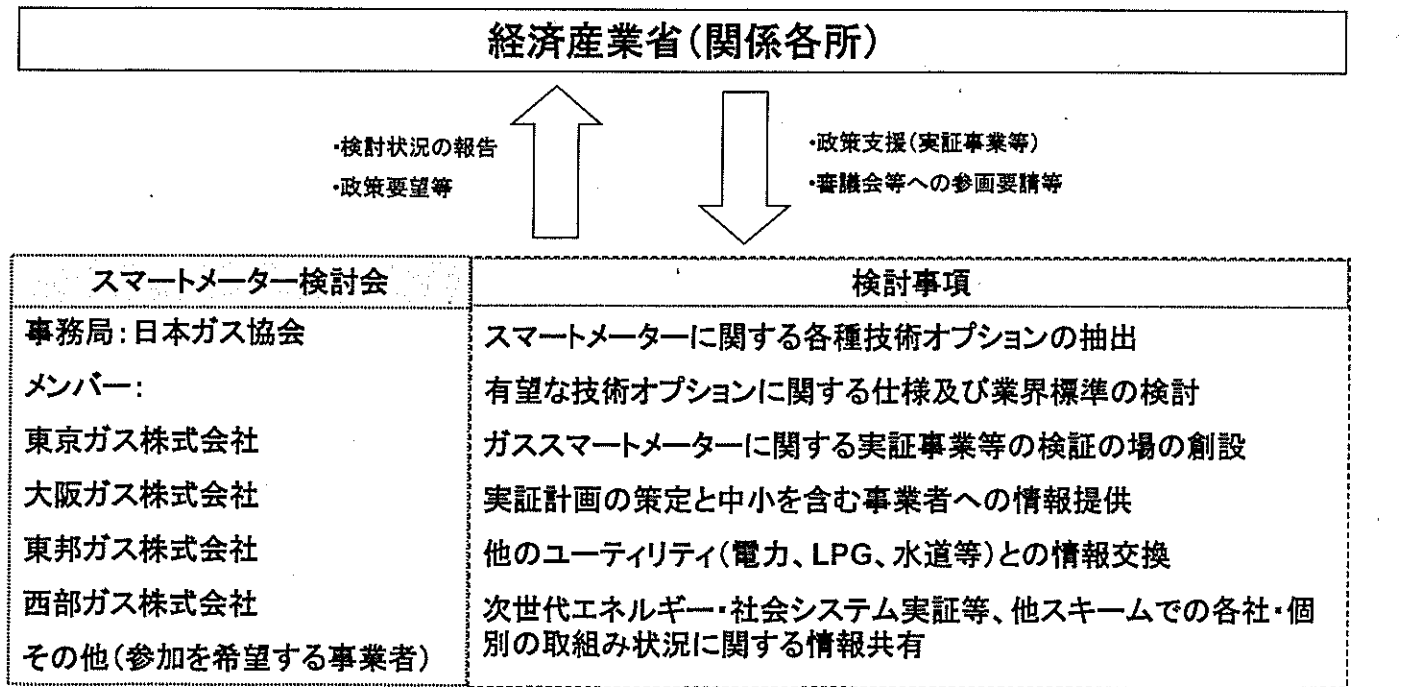 経済産業省(関係各所)
・検討状況の報告
・政策要望等
・政策支援(実証事業等)
・審議会等への参画要請等
スマートメーター検討会
事務局:日本ガス協会
メンバー:
東京ガス株式会社
大阪ガス株式会社
東邦ガス株式会社
西部ガス株式会社
その他(参加を希望する事業者)
検討事項
スマートメーターに関する各種技術オプションの抽出
有望な技術オプションに関する仕様及び業界標準の検討
ガススマートメーターに関する実証事業等の検証の場の創設
実証計画の策定と中小を含む事業者への情報提供
他のユーティリティ(電力、LPG、水道等)との情報交換
次世代エネルギー・社会システム実証等、他スキームでの各社・個
別の取組み状況に関する情報共有